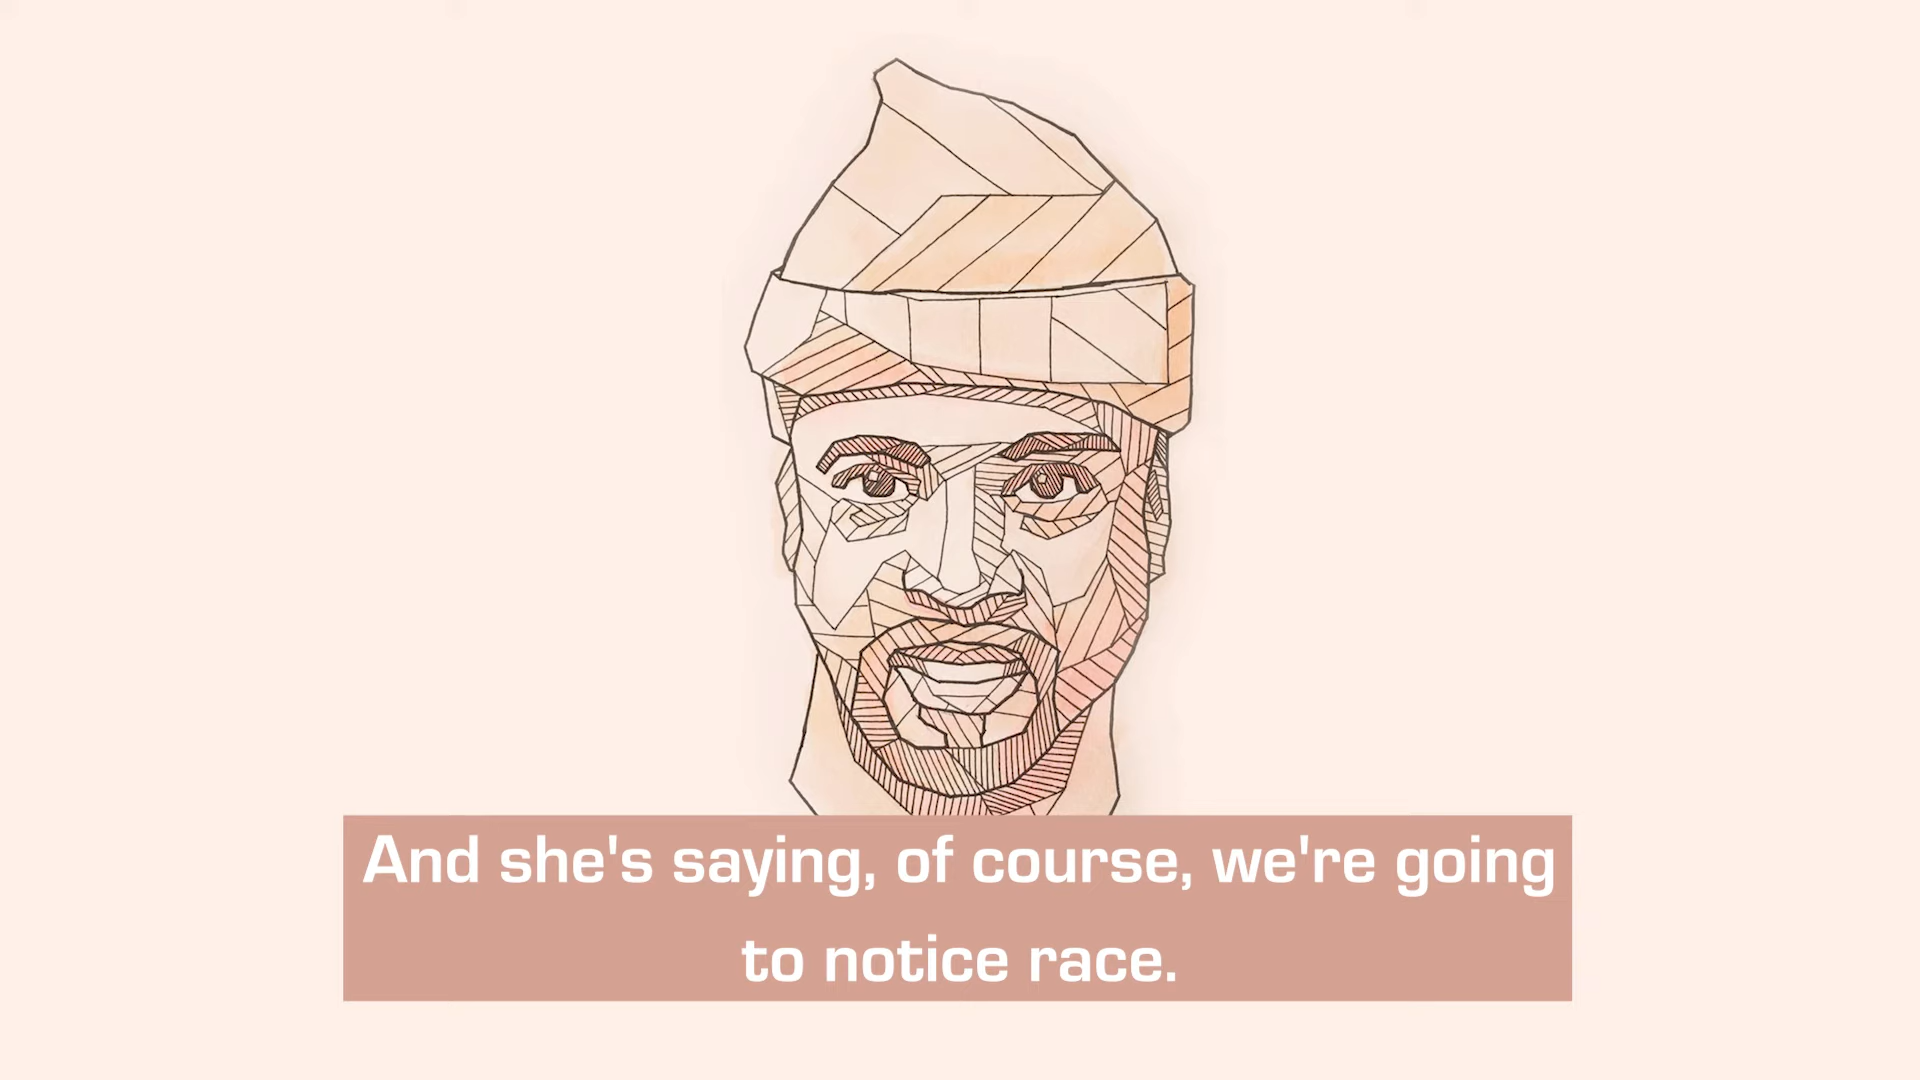 And she's saying, of course, we're going
to notice race.